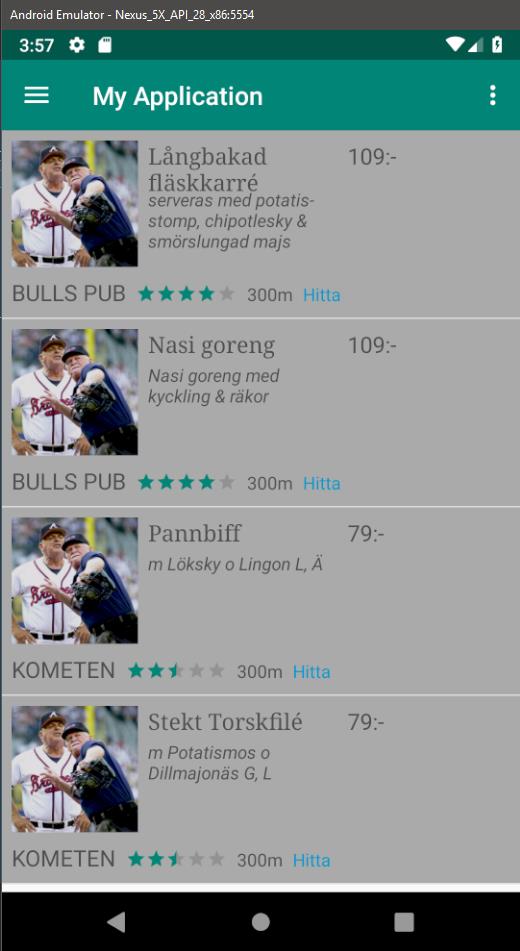 Android Emulator - Nexus_5X_API_28_x86:5554
3:57
My Application
Långbakad
fläskkarré
109:-
serveras med potatis-
stomp, chipotlesky &
smörslungad majs
BULLS PUB 300m Hitta
Nasi goreng 109:-
Nasi goreng med
kyckling & räkor
BULLS PUB 300m Hitta
Pannbiff 79:-
m Löksky o Lingon L, Ä
KOMETEN 300m Hitta
Stekt Torskfilé 79:-
m Potatismos o
Dillmajonäs G, L
KOMETEN 300m Hitta